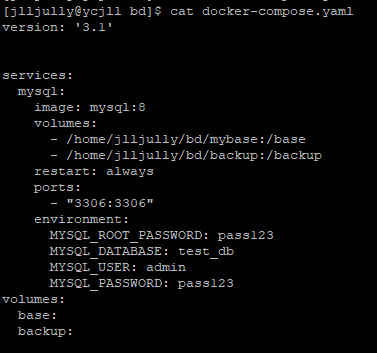 [jlljully@ycjll bd]$ cat docker-compose.yaml
version: '3.1'
services:
  mysql:
    image: mysql:8
    volumes:
      - /home/jlljully/bd/mybase:/base
      - /home/jlljully/bd/backup:/backup
    restart: always
    ports:
      - "3306:3306"
    environment:
      MYSQL_ROOT_PASSWORD: pass123
      MYSQL_DATABASE: test_db
      MYSQL_USER: admin
      MYSQL_PASSWORD: pass123
volumes:
  base:
  backup: